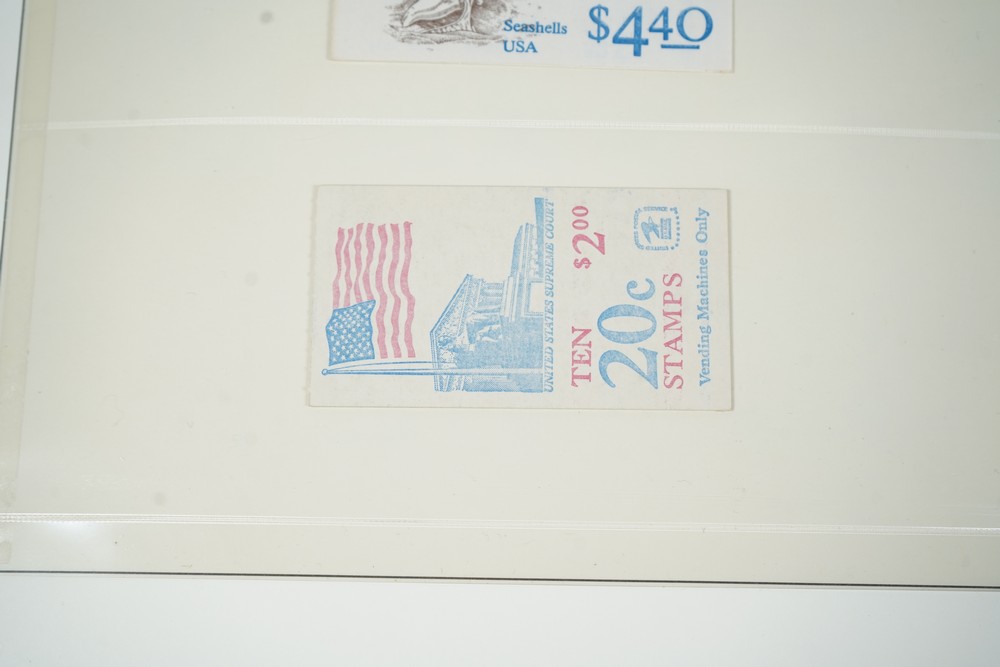 Seashells
USA
$4.40
UNITED STATES SUPREME COURT
TEN $2.00
20c
STAMPS
Vending Machines Only